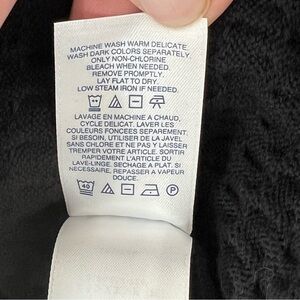 MACHINE WASH WARM DELICATE.
WASH DARK COLORS SEPARATELY.
ONLY NON-CHLORINE
BLEACH WHEN NEEDED.
REMOVE PROMPTLY.
LAY FLAT TO DRY.
LOW STEAM IRON IF NEEDED.
LAVAGE EN MACHINE A CHAUD,
CYCLE DELICAT. LAVER LES
COULEURS FONCEES SEPAREMENT.
SI BESOIN, UTILISER DE LA JAVEL
SANS CHLORE ET NE PAS Y LAISSER
TREMPER VOTRE ARTICLE. SORTIR
RAPIDEMENT L'ARTICLE DU
LAVE-LINGE. SECHAGE A PLAT. SI
NECESSAIRE, REPASSER A VAPEUR
DOUCE.
40 P